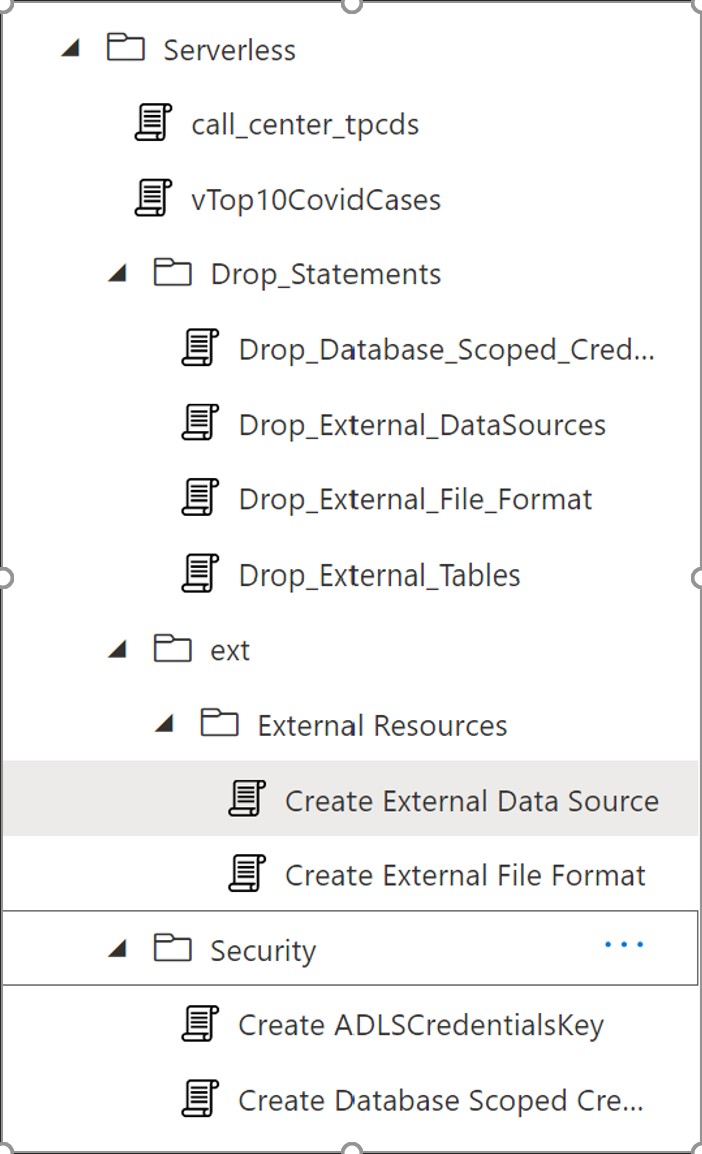 Serverless
call_center_tpcds
vTop10CovidCases
Drop_Statements
Drop_Database_Scoped_Cred...
Drop_External_DataSources
Drop_External_File_Format
Drop_External_Tables
ext
External Resources
Create External Data Source
Create External File Format
Security
Create ADLSCredentialsKey
Create Database Scoped Cre...